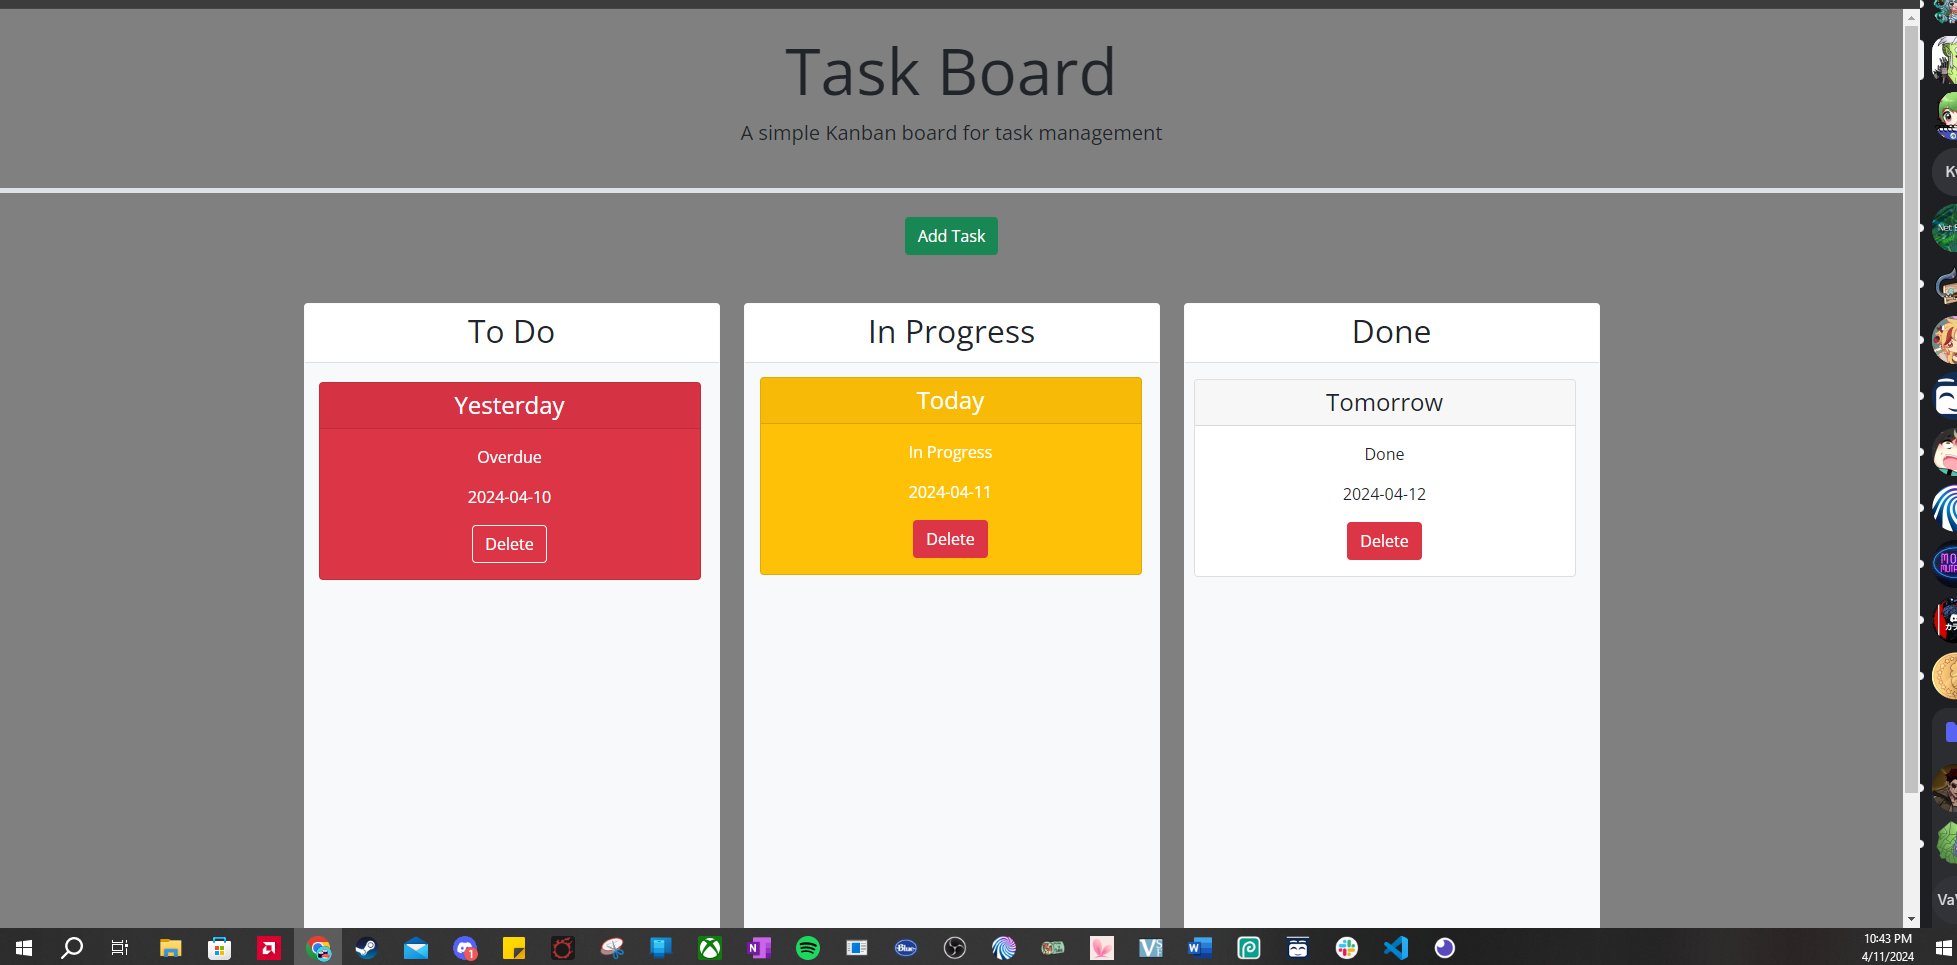 Task Board
A simple Kanban board for task management
Add Task
To Do
Yesterday
Overdue
2024-04-10
Delete
In Progress
Today
In Progress
2024-04-11
Delete
Done
Tomorrow
Done
2024-04-12
Delete
10:43 PM
4/11/2024